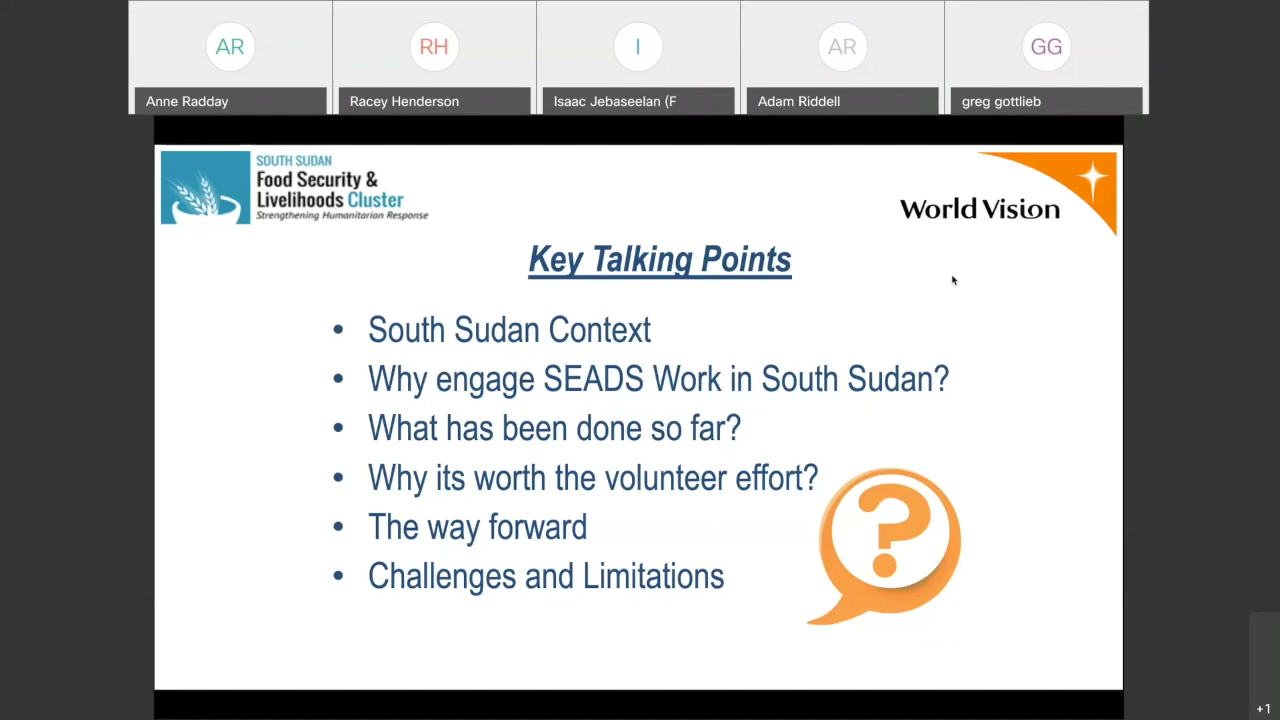 AR
RH
I
AR
GG
Anne Radday
Racey Henderson
Isaac Jebaseelan (F
Adam Riddell
greg gottlieb
SOUTH SUDAN
Food Security &
Livelihoods Cluster
Strengthening Humanitarian Response
World Vision
Key Talking Points
• South Sudan Context
• Why engage SEADS Work in South Sudan?
• What has been done so far?
• Why its worth the volunteer effort?
• The way forward
• Challenges and Limitations
?
+1